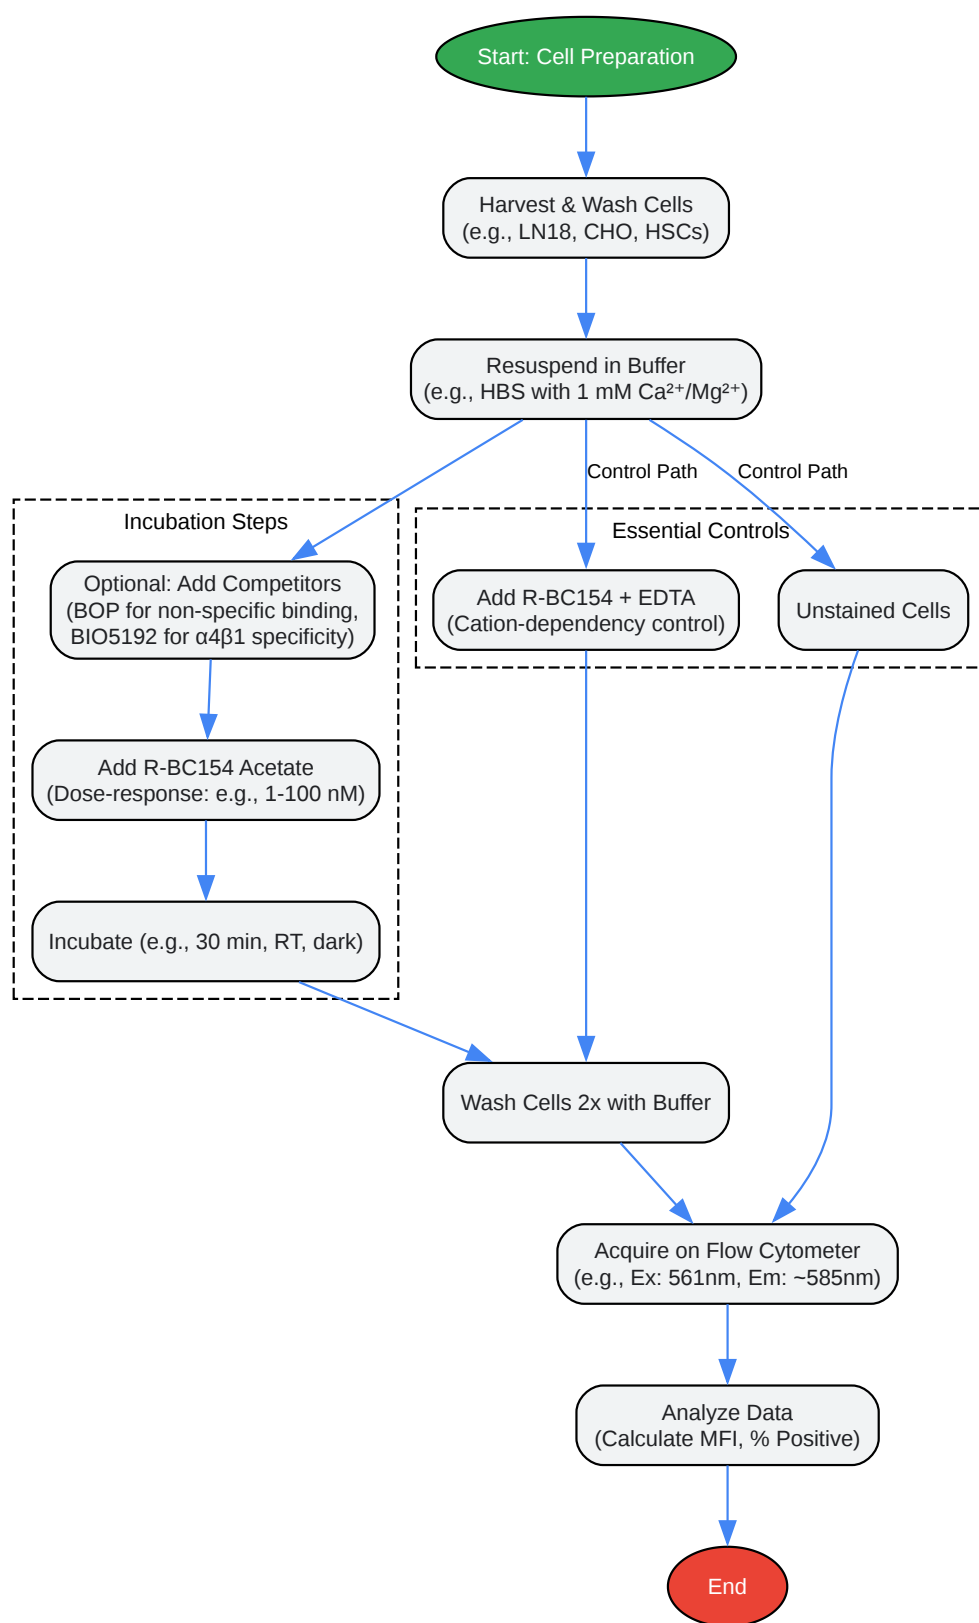 Start: Cell Preparation
Harvest & Wash Cells
(e.g., LN18, CHO, HSCs)
Resuspend in Buffer
(e.g., HBS with 1 mM Ca²⁺/Mg²⁺)
Control Path
Control Path
Incubation Steps
Essential Controls
Optional: Add Competitors
(BOP for non-specific binding,
BIO5192 for α4β1 specificity)
Add R-BC154 + EDTA
(Cation-dependency control)
Unstained Cells
Add R-BC154 Acetate
(Dose-response: e.g., 1-100 nM)
Incubate (e.g., 30 min, RT, dark)
Wash Cells 2x with Buffer
Acquire on Flow Cytometer
(e.g., Ex: 561nm, Em: ~585nm)
Analyze Data
(Calculate MFI, % Positive)
End